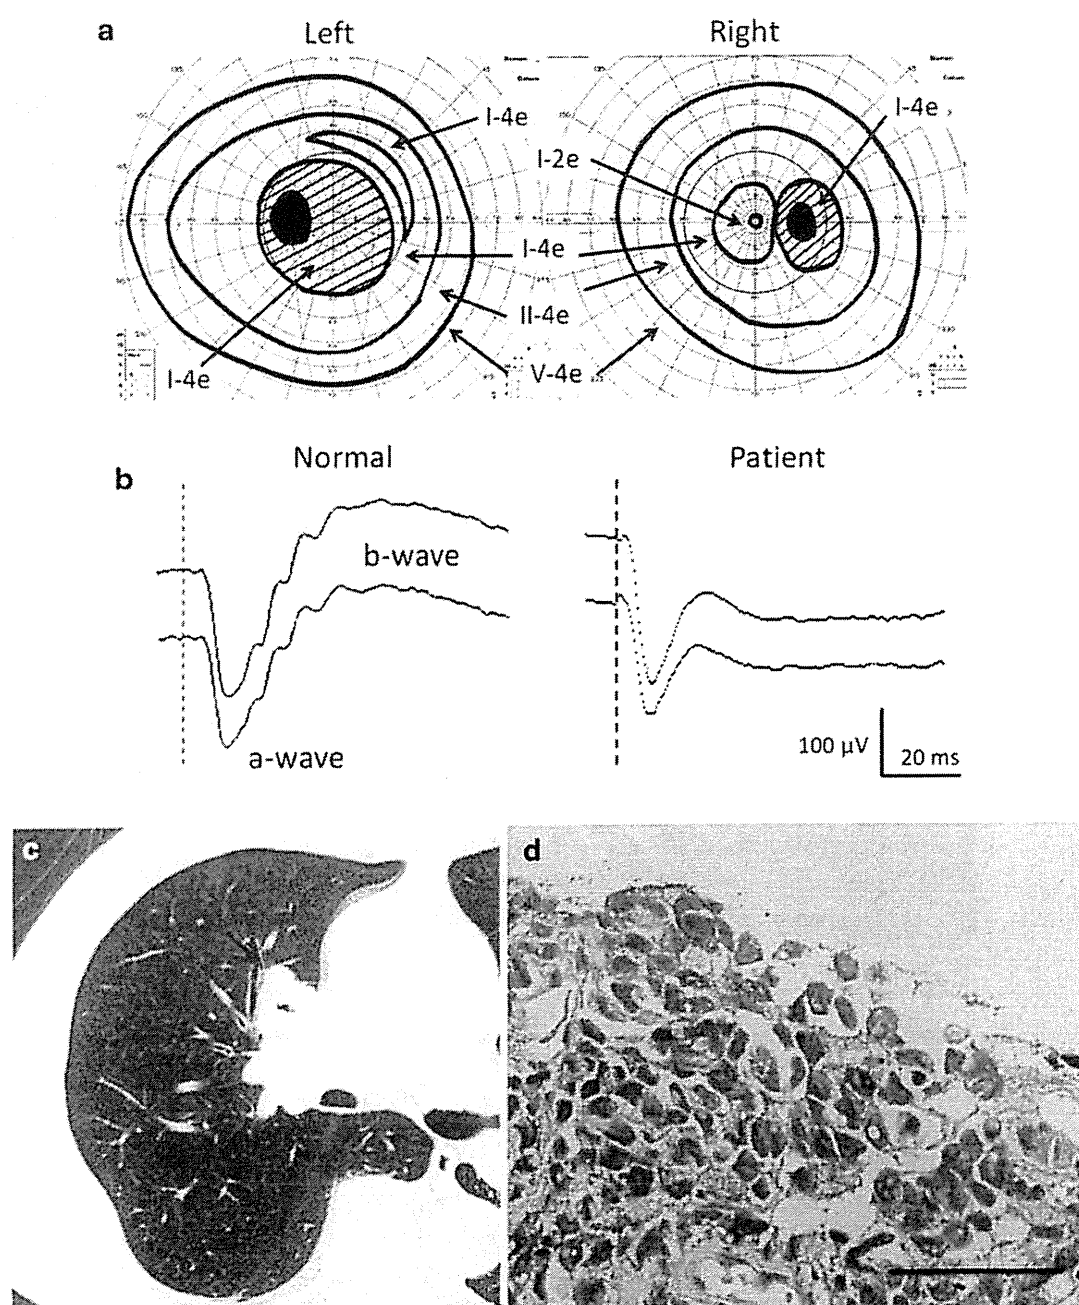 a
Left
Right
I-4e
I-4e
I-2e
I-4e
II-4e
I-4e
V-4e
b
Normal
Patient
b-wave
a-wave
100 µV
20 ms
c
d